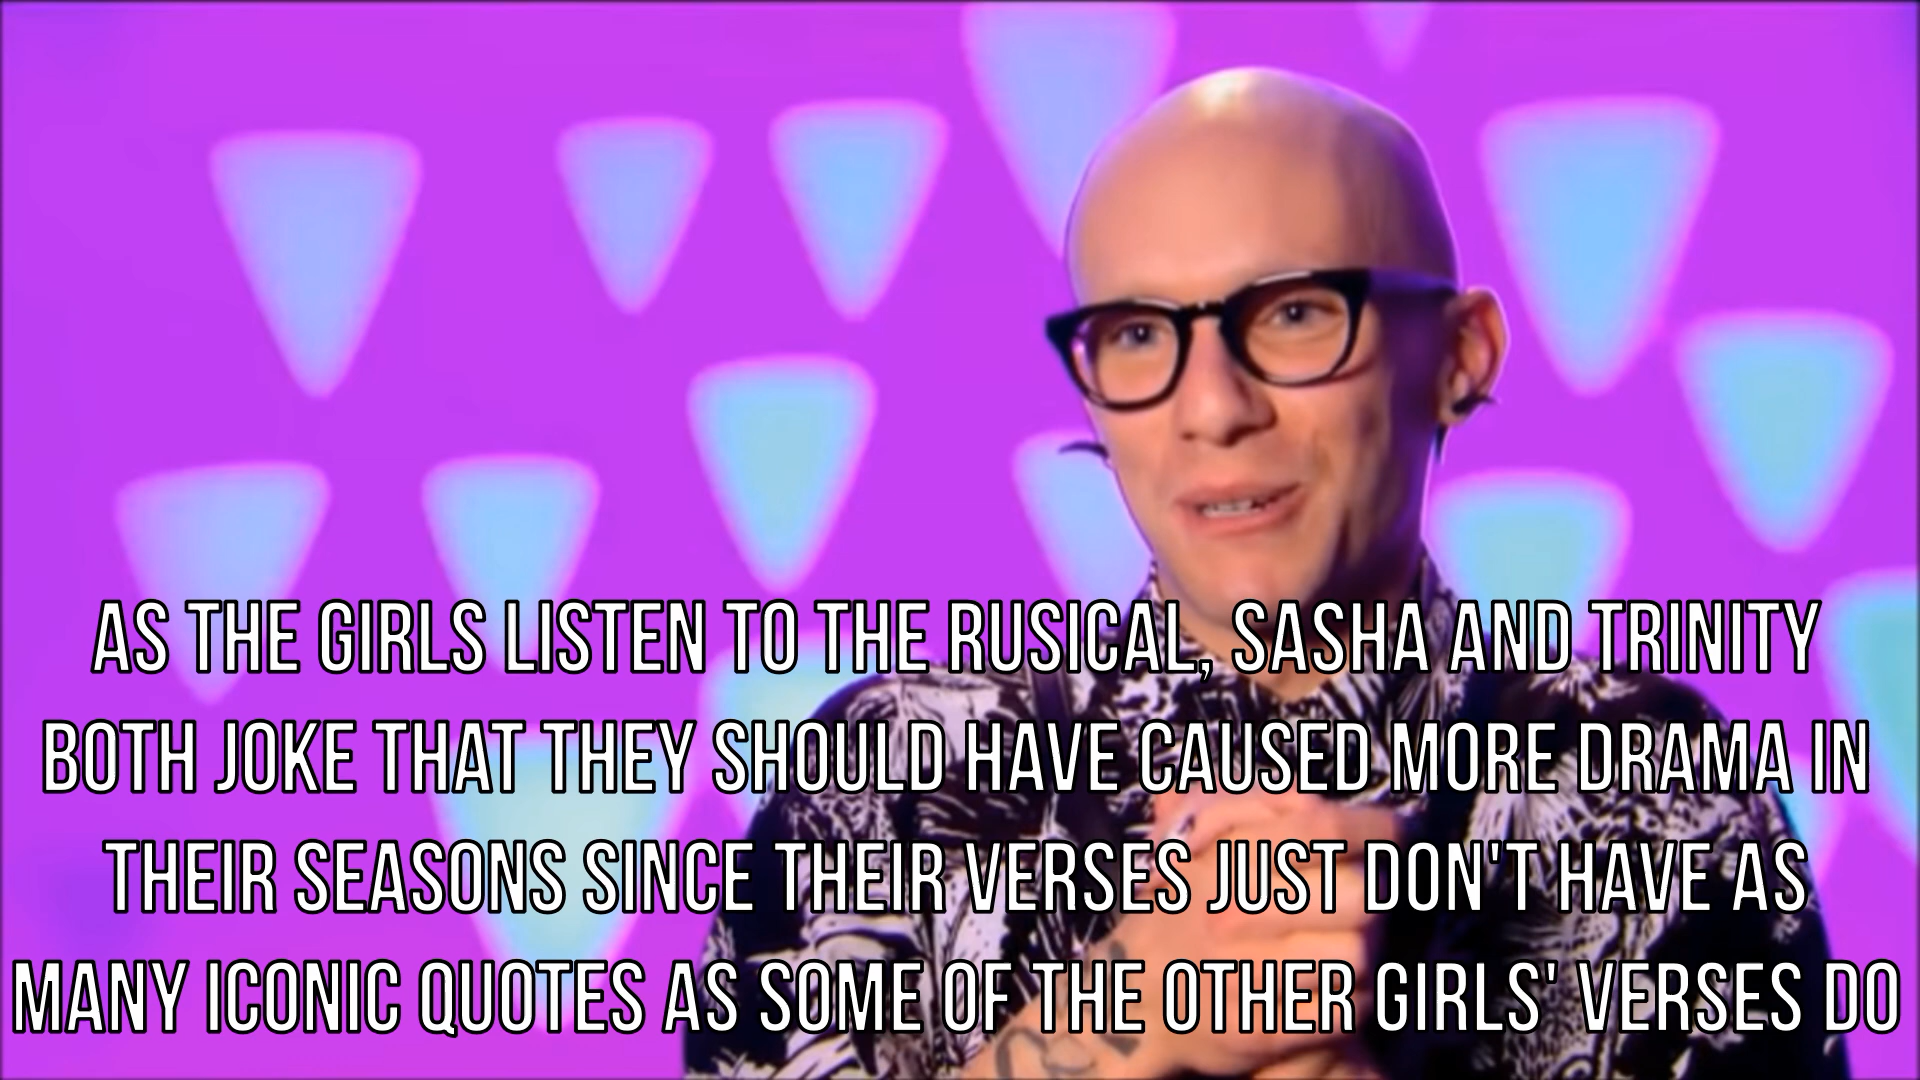 AS THE GIRLS LISTEN TO THE RUSICAL, SASHA AND TRINITY
BOTH JOKE THAT THEY SHOULD HAVE CAUSED MORE DRAMA IN
THEIR SEASONS SINCE THEIR VERSES JUST DON'T HAVE AS
MANY ICONIC QUOTES AS SOME OF THE OTHER GIRLS' VERSES DO